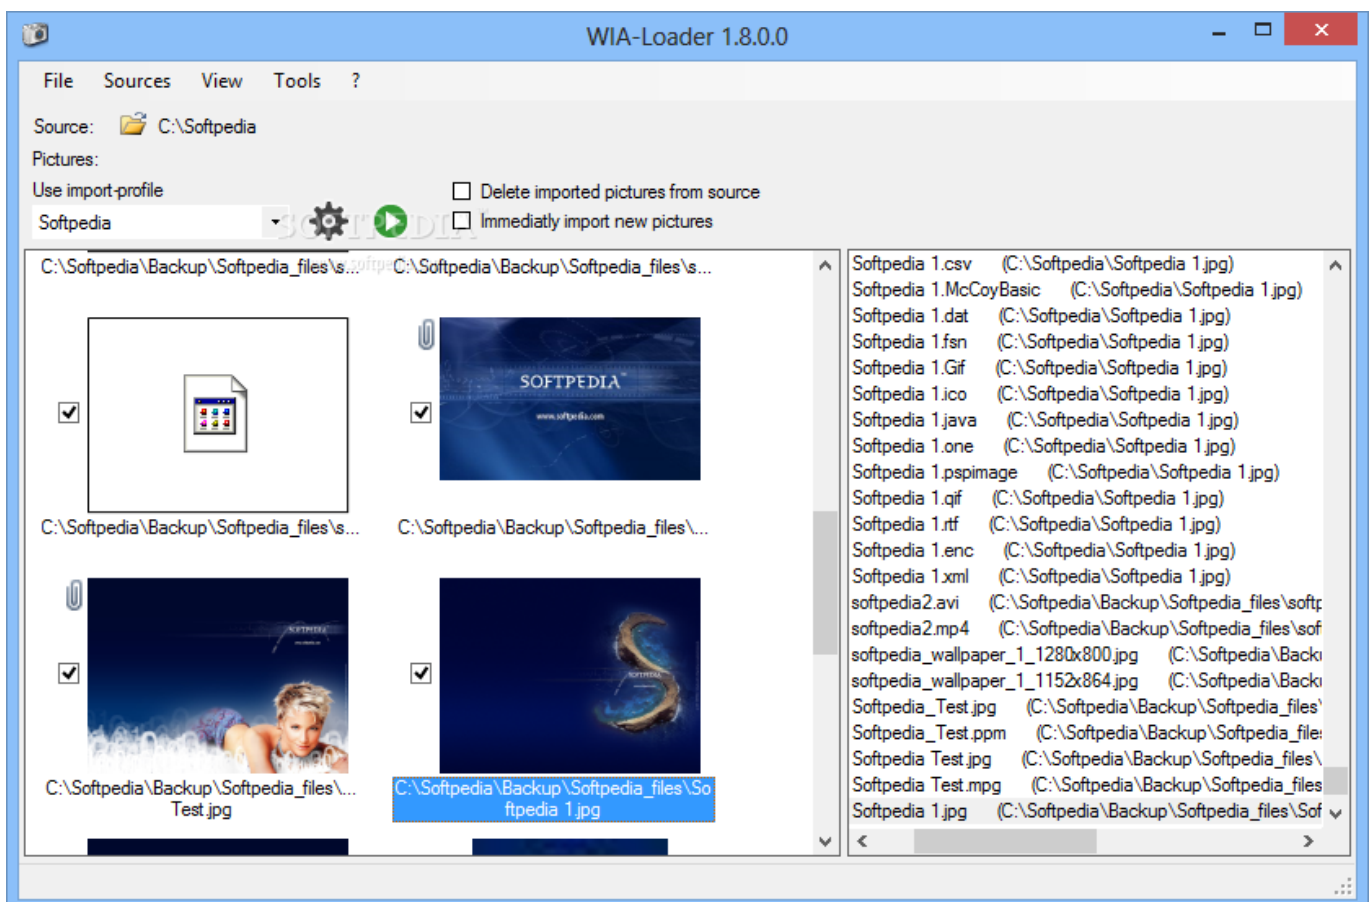 WIA-Loader 1.8.0.0
File Sources View Tools ?
Source: C:\Softpedia
Pictures:
Use import-profile
Delete imported pictures from source
Softpedia
Immediatly import new pictures
SOFTPEDIA
C:\Softpedia\Backup\Softpedia_files\s...
C:\Softpedia\Backup\Softpedia_files\s...
SOFTPEDIA
www.softpedia.com
C:\Softpedia\Backup\Softpedia_files\s...
C:\Softpedia\Backup\Softpedia_files\...
SOFTPEDIA
SOFTPEDIA
C:\Softpedia\Backup\Softpedia_files\...
Test.jpg
C:\Softpedia\Backup\Softpedia_files\So
ftpedia 1.jpg
Softpedia 1.csv (C:\Softpedia\Softpedia 1.jpg)
Softpedia 1.McCoyBasic (C:\Softpedia\Softpedia 1.jpg)
Softpedia 1.dat (C:\Softpedia\Softpedia 1.jpg)
Softpedia 1.fsn (C:\Softpedia\Softpedia 1.jpg)
Softpedia 1.Gif (C:\Softpedia\Softpedia 1.jpg)
Softpedia 1.ico (C:\Softpedia\Softpedia 1.jpg)
Softpedia 1.java (C:\Softpedia\Softpedia 1.jpg)
Softpedia 1.one (C:\Softpedia\Softpedia 1.jpg)
Softpedia 1.pspimage (C:\Softpedia\Softpedia 1.jpg)
Softpedia 1.qif (C:\Softpedia\Softpedia 1.jpg)
Softpedia 1.rtf (C:\Softpedia\Softpedia 1.jpg)
Softpedia 1.enc (C:\Softpedia\Softpedia 1.jpg)
Softpedia 1.xml (C:\Softpedia\Softpedia 1.jpg)
softpedia2.avi (C:\Softpedia\Backup\Softpedia_files\softp
softpedia2.mp4 (C:\Softpedia\Backup\Softpedia_files\sof
softpedia_wallpaper_1_1280x800.jpg (C:\Softpedia\Back
softpedia_wallpaper_1_1152x864.jpg (C:\Softpedia\Back
Softpedia_Test.jpg (C:\Softpedia\Backup\Softpedia_files\
Softpedia_Test.ppm (C:\Softpedia\Backup\Softpedia_file
Softpedia Test.jpg (C:\Softpedia\Backup\Softpedia_files\
Softpedia Test.mpg (C:\Softpedia\Backup\Softpedia_files
Softpedia 1.jpg (C:\Softpedia\Backup\Softpedia_files\Sof